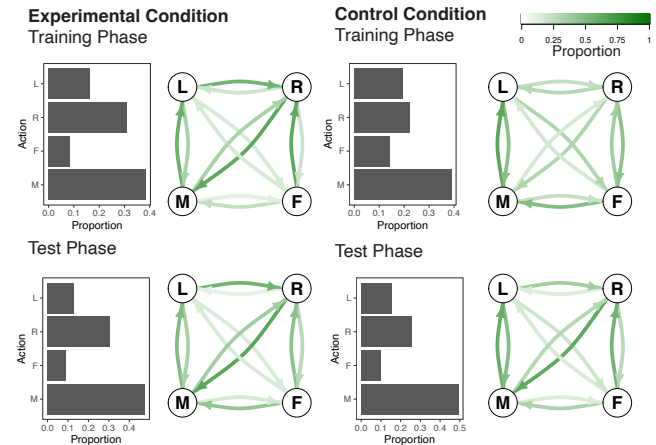 Experimental Condition
Training Phase
Control Condition
Training Phase
0 0.25 0.5 0.75 1
Proportion
L
R
F
M
Action
0.0 0.1 0.2 0.3 0.4
Proportion
L R
M F
L
R
F
M
Action
0.0 0.1 0.2 0.3 0.4
Proportion
L R
M F
Test Phase
Test Phase
L
R
F
M
Action
0.0 0.1 0.2 0.3 0.4
Proportion
L R
M F
L
R
F
M
Action
0.0 0.1 0.2 0.3 0.4 0.5
Proportion
L R
M F